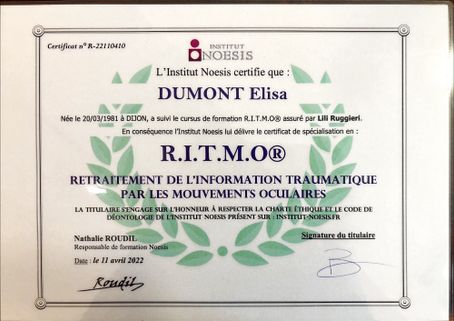 Certificat n° R-22110410
INSTITUT
NOESIS
L'Institut Noesis certifie que :
DUMONT Elisa
Née le 20/03/1981 à DIJON, a suivi le cursus de formation R.I.T.M.O® assuré par Lili Ruggieri.
En conséquence l'Institut Noesis lui délivre le certificat de spécialisation en :
R.I.T.M.O®
RETRAITEMENT DE L'INFORMATION TRAUMATIQUE
PAR LES MOUVEMENTS OCULAIRES
LA TITULAIRE S'ENGAGE SUR L'HONNEUR À RESPECTER LA CHARTE ÉTHIQUE ET LE CODE DE
DÉONTOLOGIE DE L'INSTITUT NOESIS PRÉSENT SUR : INSTITUT-NOESIS.FR
Nathalie ROUDIL
Responsable de formation Noesis
Signature du titulaire
Date : le 11 avril 2022
Roudil